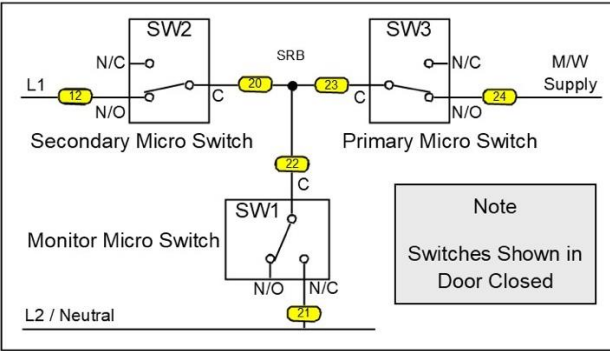 SW2
SRB
SW3
N/C
N/C
M/W
Supply
L1
12
20
23
24
C
C
N/O
N/O
Secondary Micro Switch
Primary Micro Switch
22
C
SW1
Monitor Micro Switch
N/O
N/C
21
L2 / Neutral
Note
Switches Shown in
Door Closed